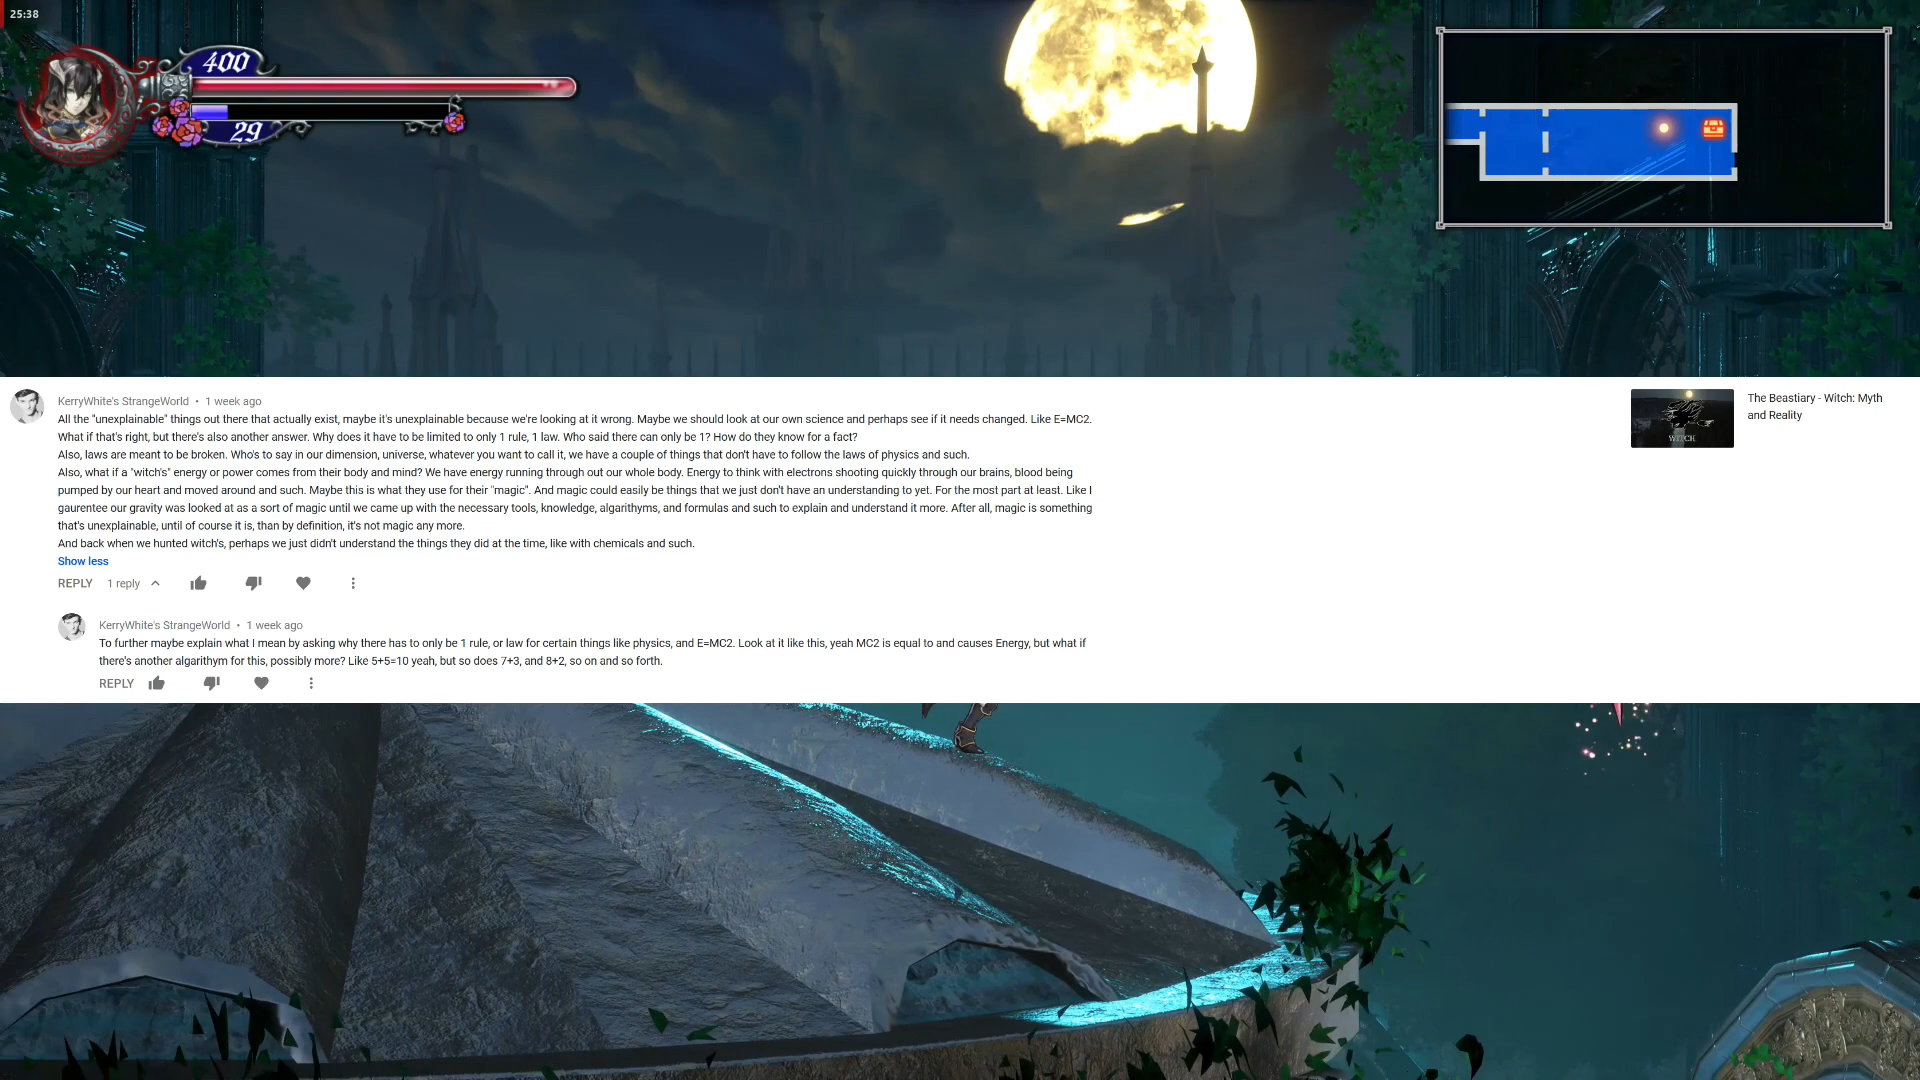 25:38
400
29
KerryWhite's StrangeWorld • 1 week ago
All the "unexplainable" things out there that actually exist, maybe it's unexplainable because we're looking at it wrong. Maybe we should look at our own science and perhaps see if it needs changed. Like E=MC2.
What if that's right, but there's also another answer. Why does it have to be limited to only 1 rule, 1 law. Who said there can only be 1? How do they know for a fact?
Also, laws are meant to be broken. Who's to say in our dimension, universe, whatever you want to call it, we have a couple of things that don't have to follow the laws of physics and such.
Also, what if a "witch's" energy or power comes from their body and mind? We have energy running through out our whole body. Energy to think with electrons shooting quickly through our brains, blood being
pumped by our heart and moved around and such. Maybe this is what they use for their "magic". And magic could easily be things that we just don't have an understanding to yet. For the most part at least. Like I
gaurentee our gravity was looked at as a sort of magic until we came up with the necessary tools, knowledge, algarithyms, and formulas and such to explain and understand it more. After all, magic is something
that's unexplainable, until of course it is, than by definition, it's not magic any more.
And back when we hunted witch's, perhaps we just didn't understand the things they did at the time, like with chemicals and such.
Show less
REPLY 1 reply
KerryWhite's StrangeWorld • 1 week ago
To further maybe explain what I mean by asking why there has to only be 1 rule, or law for certain things like physics, and E=MC2. Look at it like this, yeah MC2 is equal to and causes Energy, but what if
there's another algarithym for this, possibly more? Like 5+5=10 yeah, but so does 7+3, and 8+2, so on and so forth.
REPLY
WITCH
The Beastiary - Witch: Myth
and Reality